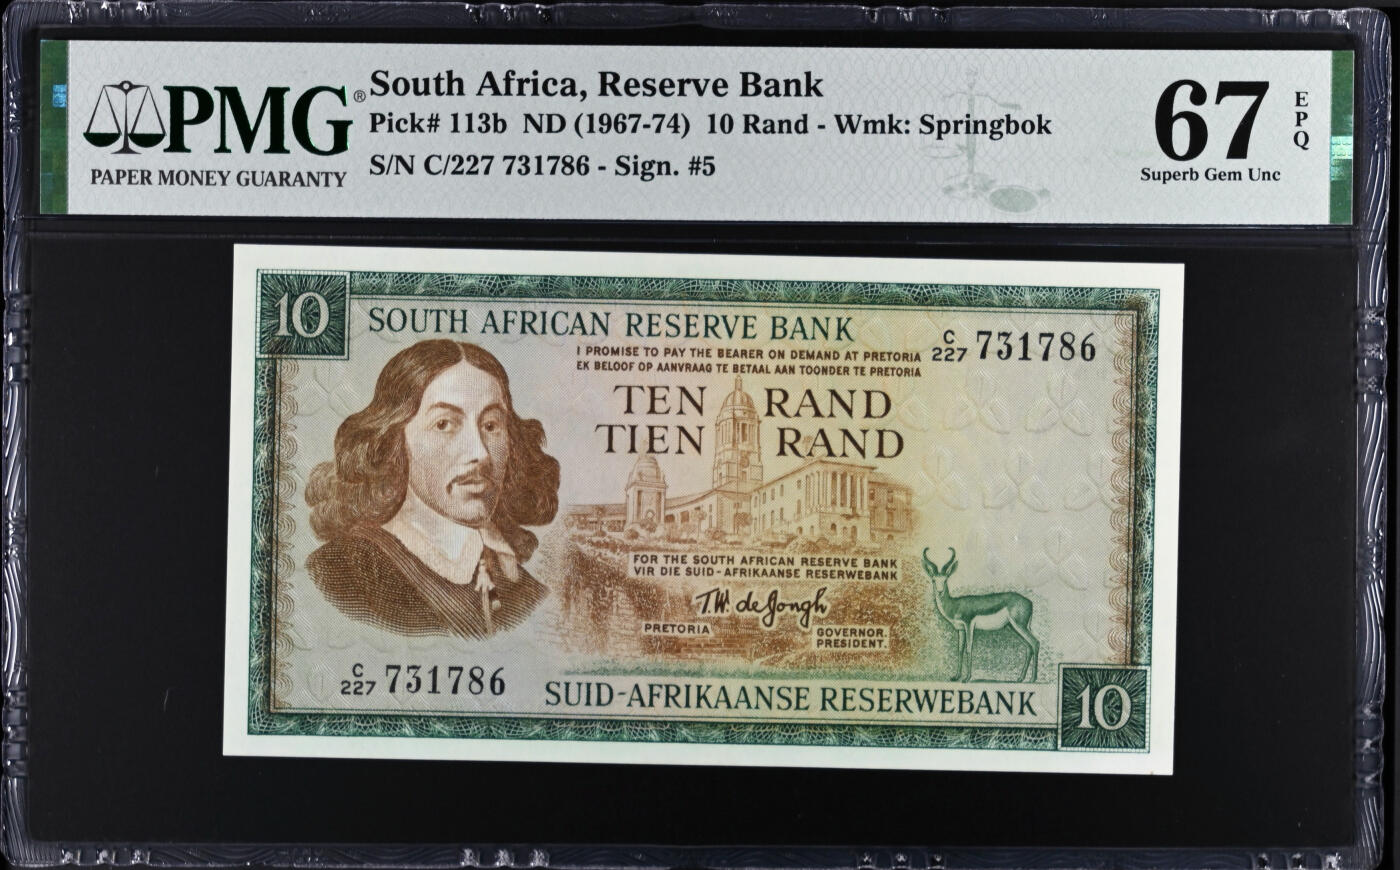 PMG®
PAPER MONEY GUARANTY
South Africa, Reserve Bank
Pick# 113b ND (1967-74) 10 Rand - Wmk: Springbok
S/N C/227 731786 - Sign. #5
67
EPQ
Superb Gem Unc
10
SOUTH AFRICAN RESERVE BANK
C/227 731786
I PROMISE TO PAY THE BEARER ON DEMAND AT PRETORIA
EK BELOOF OP AANVRAAG TE BETAAL AAN TOONDER TE PRETORIA
TEN RAND
TIEN RAND
FOR THE SOUTH AFRICAN RESERVE BANK
VIR DIE SUID-AFRIKAANSE RESERWEBANK
T.W. de Jongh
PRETORIA
GOVERNOR.
PRESIDENT.
C/227 731786
SUID-AFRIKAANSE RESERWEBANK
10